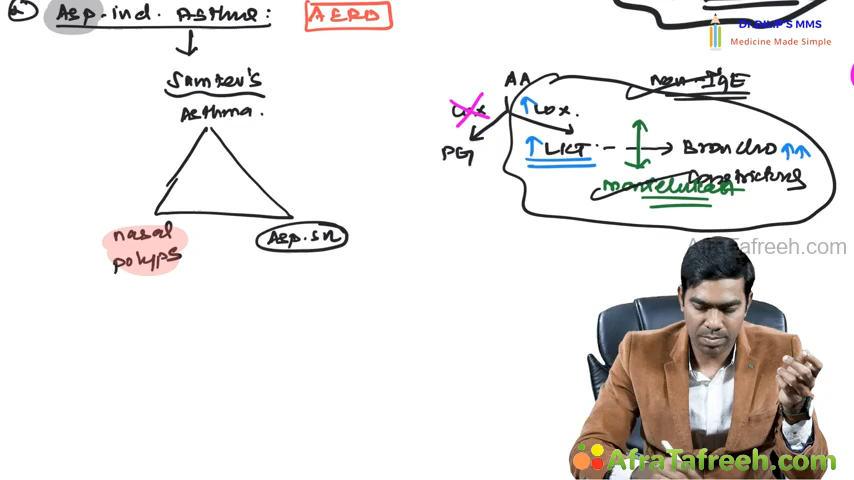 Asp. ind. Asthma: AERD
Dr DILIP'S MMS
Medicine Made Simple
Samter's
Asthma.
nasal
polyps
Asp. sn
AA
non-IgE
Cox
↑ Lox.
PG
↑ LKT → Broncho ↑↑
montelukast
AfraTafreeh.com
AfraTafreeh.com